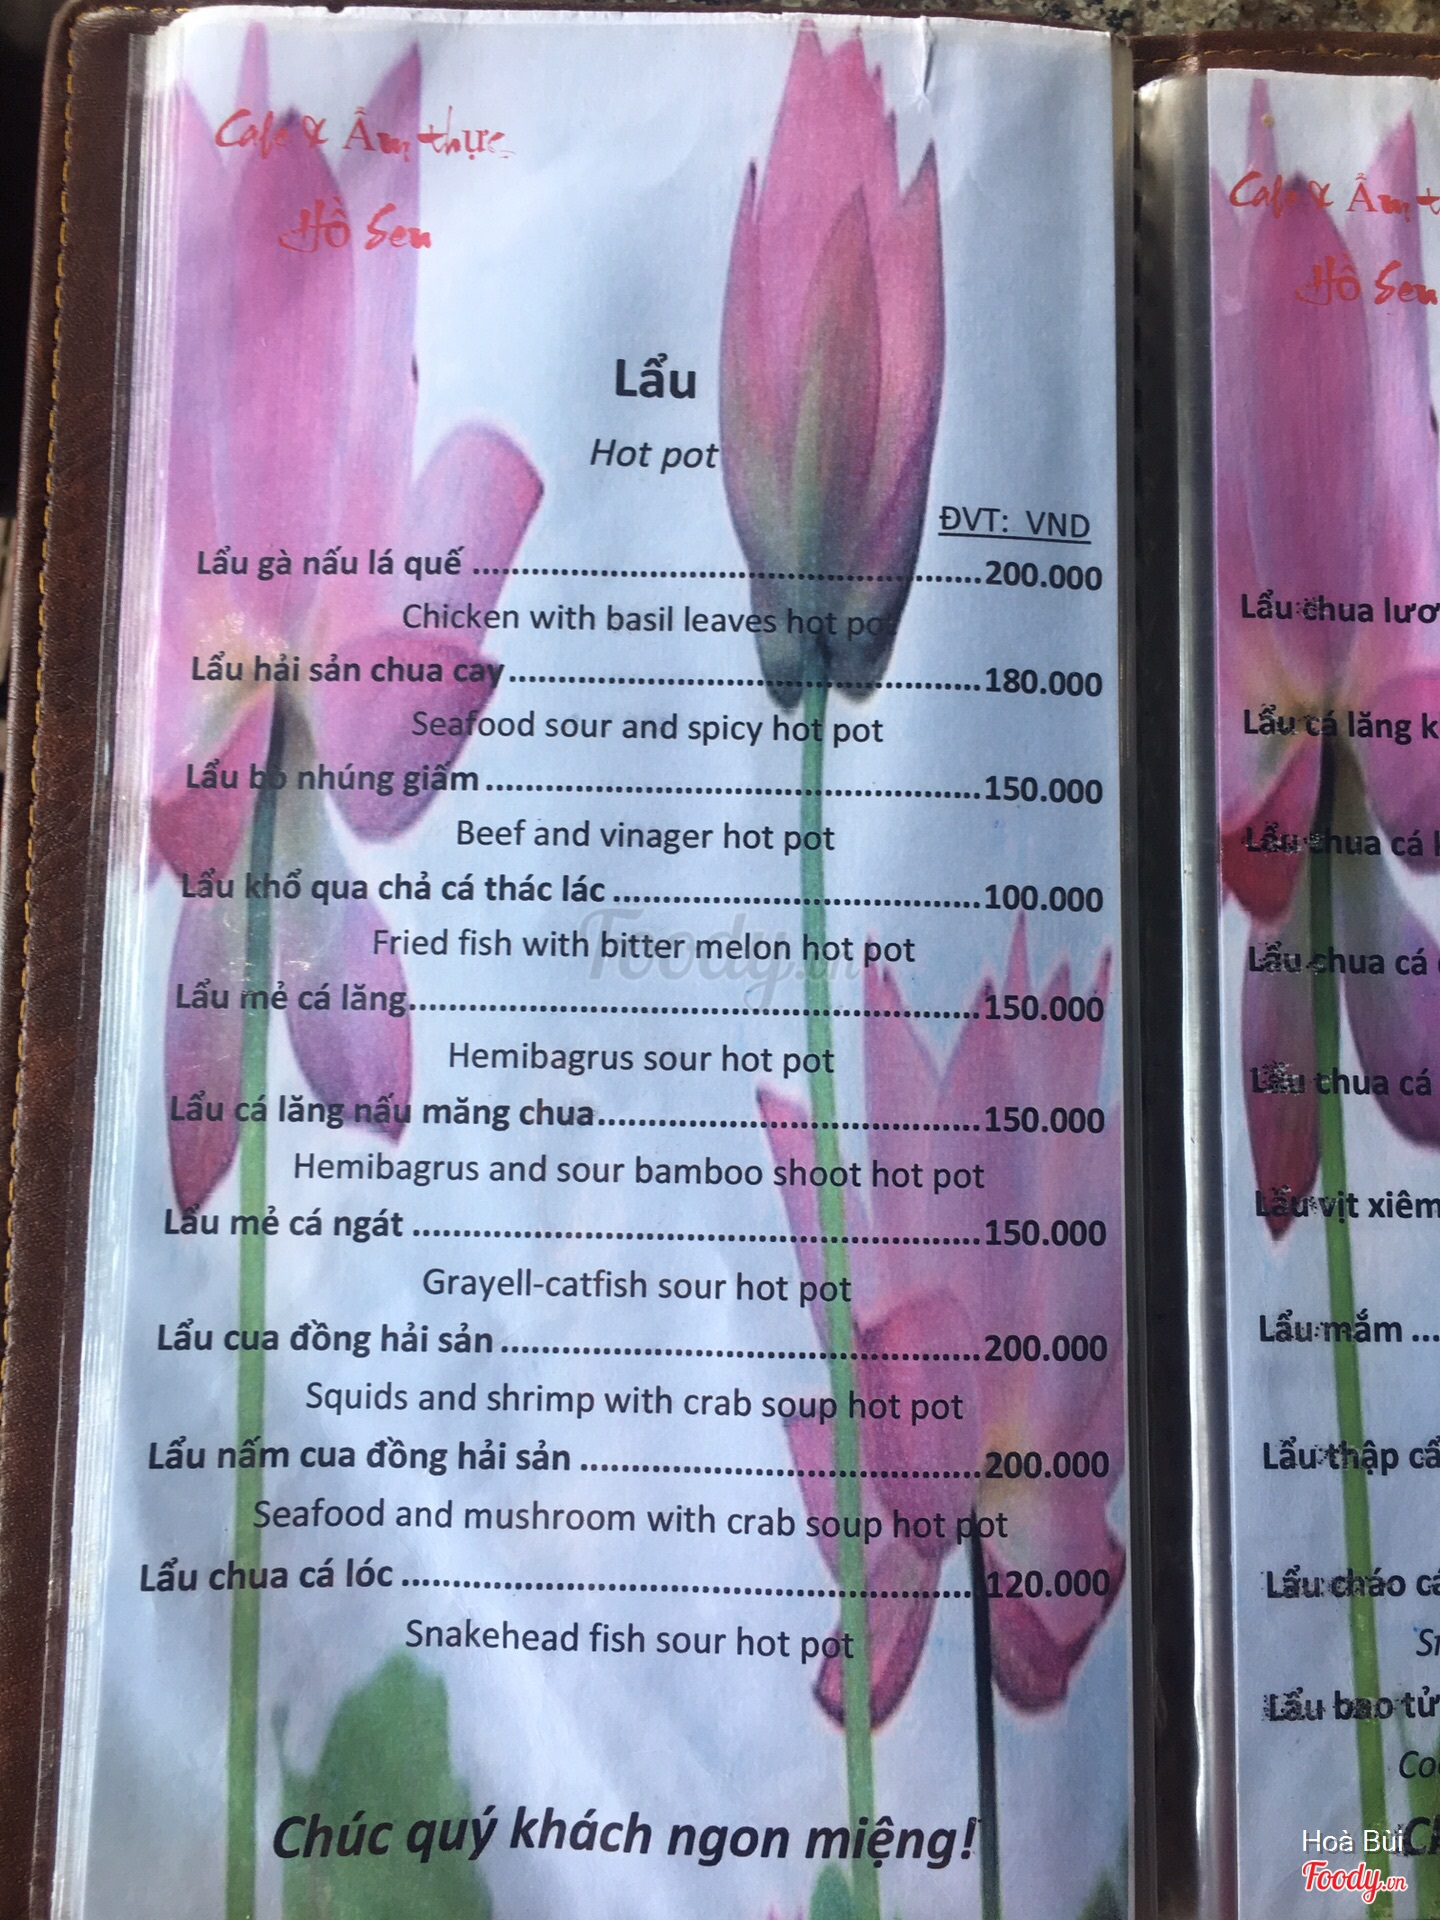 Cafe & Ẩm thực
Hồ Sen
Lẩu
Hot pot
ĐVT: VND
Lẩu gà nấu lá quế ........ 200.000
Chicken with basil leaves hot pot
Lẩu hải sản chua cay ........ 180.000
Seafood sour and spicy hot pot
Lẩu bò nhúng giấm ........ 150.000
Beef and vinager hot pot
Lẩu khổ qua chả cá thác lác ........ 100.000
Fried fish with bitter melon hot pot
Lẩu mẻ cá lăng ........ 150.000
Hemibagrus sour hot pot
Lẩu cá lăng nấu măng chua ........ 150.000
Hemibagrus and sour bamboo shoot hot pot
Lẩu mẻ cá ngát ........ 150.000
Grayell-catfish sour hot pot
Lẩu cua đồng hải sản ........ 200.000
Squids and shrimp with crab soup hot pot
Lẩu nấm cua đồng hải sản ........ 200.000
Seafood and mushroom with crab soup hot pot
Lẩu chua cá lóc ........ 120.000
Snakehead fish sour hot pot
Chúc quý khách ngon miệng!
Cafe & Ẩm
Hồ Sen
Lẩu chua
Lẩu cá lăng
Lẩu chua cá
Lẩu chua cá
Lẩu chua cá
Lẩu vịt xiêm
Lẩu mắm ...
Lẩu thập
Lẩu cháo
Lẩu bao tử
Foody.vn
Hoà Bùi
Foody.vn